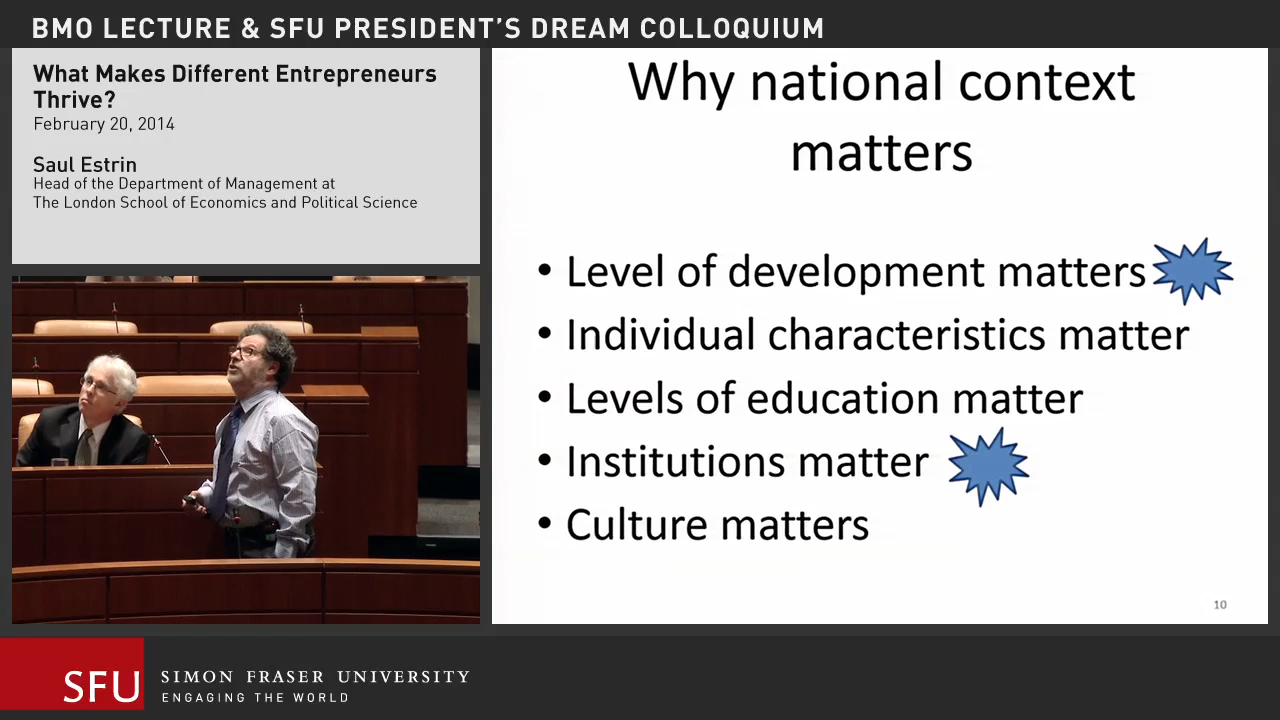 BMO LECTURE & SFU PRESIDENT'S DREAM COLLOQUIUM
What Makes Different Entrepreneurs
Thrive?
February 20, 2014
Saul Estrin
Head of the Department of Management at
The London School of Economics and Political Science
Why national context
matters
• Level of development matters
• Individual characteristics matter
• Levels of education matter
• Institutions matter
• Culture matters
10
SFU
SIMON FRASER UNIVERSITY
ENGAGING THE WORLD